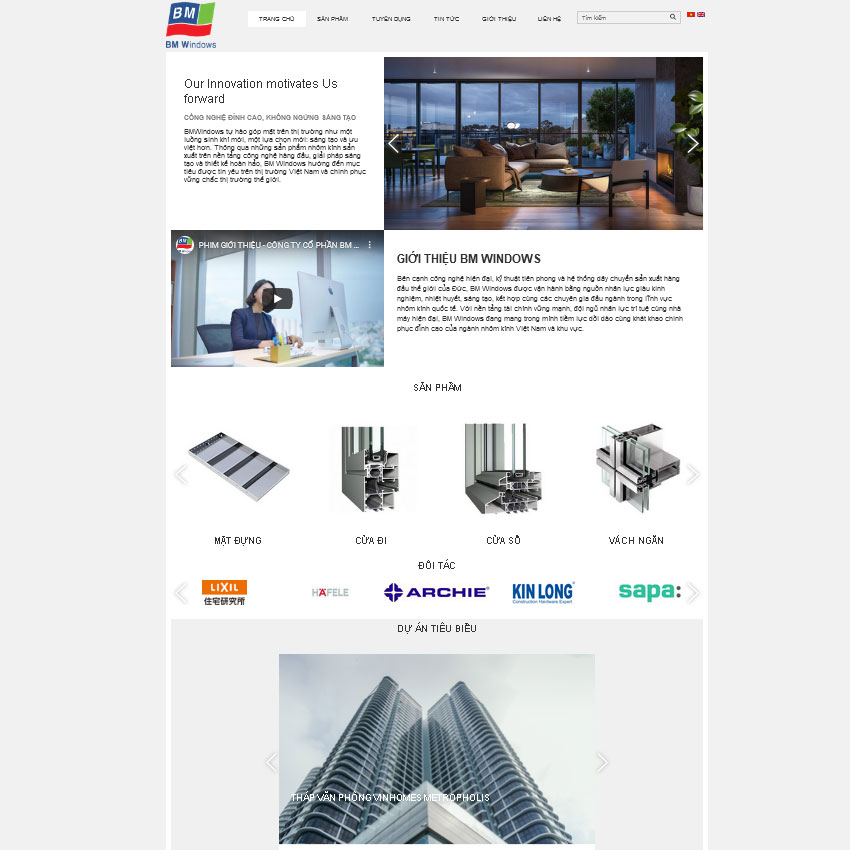 BM
BM Windows
TRANG CHỦ
SẢN PHẨM
TUYỂN DỤNG
TIN TỨC
GIỚI THIỆU
LIÊN HỆ
Tìm kiếm
Our Innovation motivates Us
forward
CÔNG NGHỆ ĐỈNH CAO, KHÔNG NGỪNG SÁNG TẠO
BMWindows tự hào góp mặt trên thị trường như một
luồng sinh khí mới, một lựa chọn mới: sáng tạo và ưu
việt hơn. Thông qua những sản phẩm nhôm kính sản
xuất trên nền tảng công nghệ hàng đầu, giải pháp sáng
tạo và thiết kế hoàn hảo, BM Windows hướng đến mục
tiêu được tin yêu trên thị trường Việt Nam và chinh phục
vững chắc thị trường thế giới.
PHIM GIỚI THIỆU - CÔNG TY CỔ PHẦN BM ...
GIỚI THIỆU BM WINDOWS
Bên cạnh công nghệ hiện đại, kỹ thuật tiên phong và hệ thống dây chuyền sản xuất hàng
đầu thế giới của Đức, BM Windows được vận hành bằng nguồn nhân lực giàu kinh
nghiệm, nhiệt huyết, sáng tạo, kết hợp cùng các chuyên gia đầu ngành trong lĩnh vực
nhôm kính quốc tế. Với nền tảng tài chính vững mạnh, đội ngũ nhân lực trí tuệ cùng nhà
máy hiện đại, BM Windows đang mang trong mình tiềm lực dồi dào cùng khát khao chinh
phục đỉnh cao của ngành nhôm kính Việt Nam và khu vực.
SẢN PHẨM
MẶT DỰNG
CỬA ĐI
CỬA SỔ
VÁCH NGĂN
ĐỐI TÁC
LIXIL
住宅研究所
HÄFELE
ARCHIE®
KIN LONG®
Construction Hardware Expert
sapa:
DỰ ÁN TIÊU BIỂU
THÁP VĂN PHÒNG VINHOMES METROPHOLIS